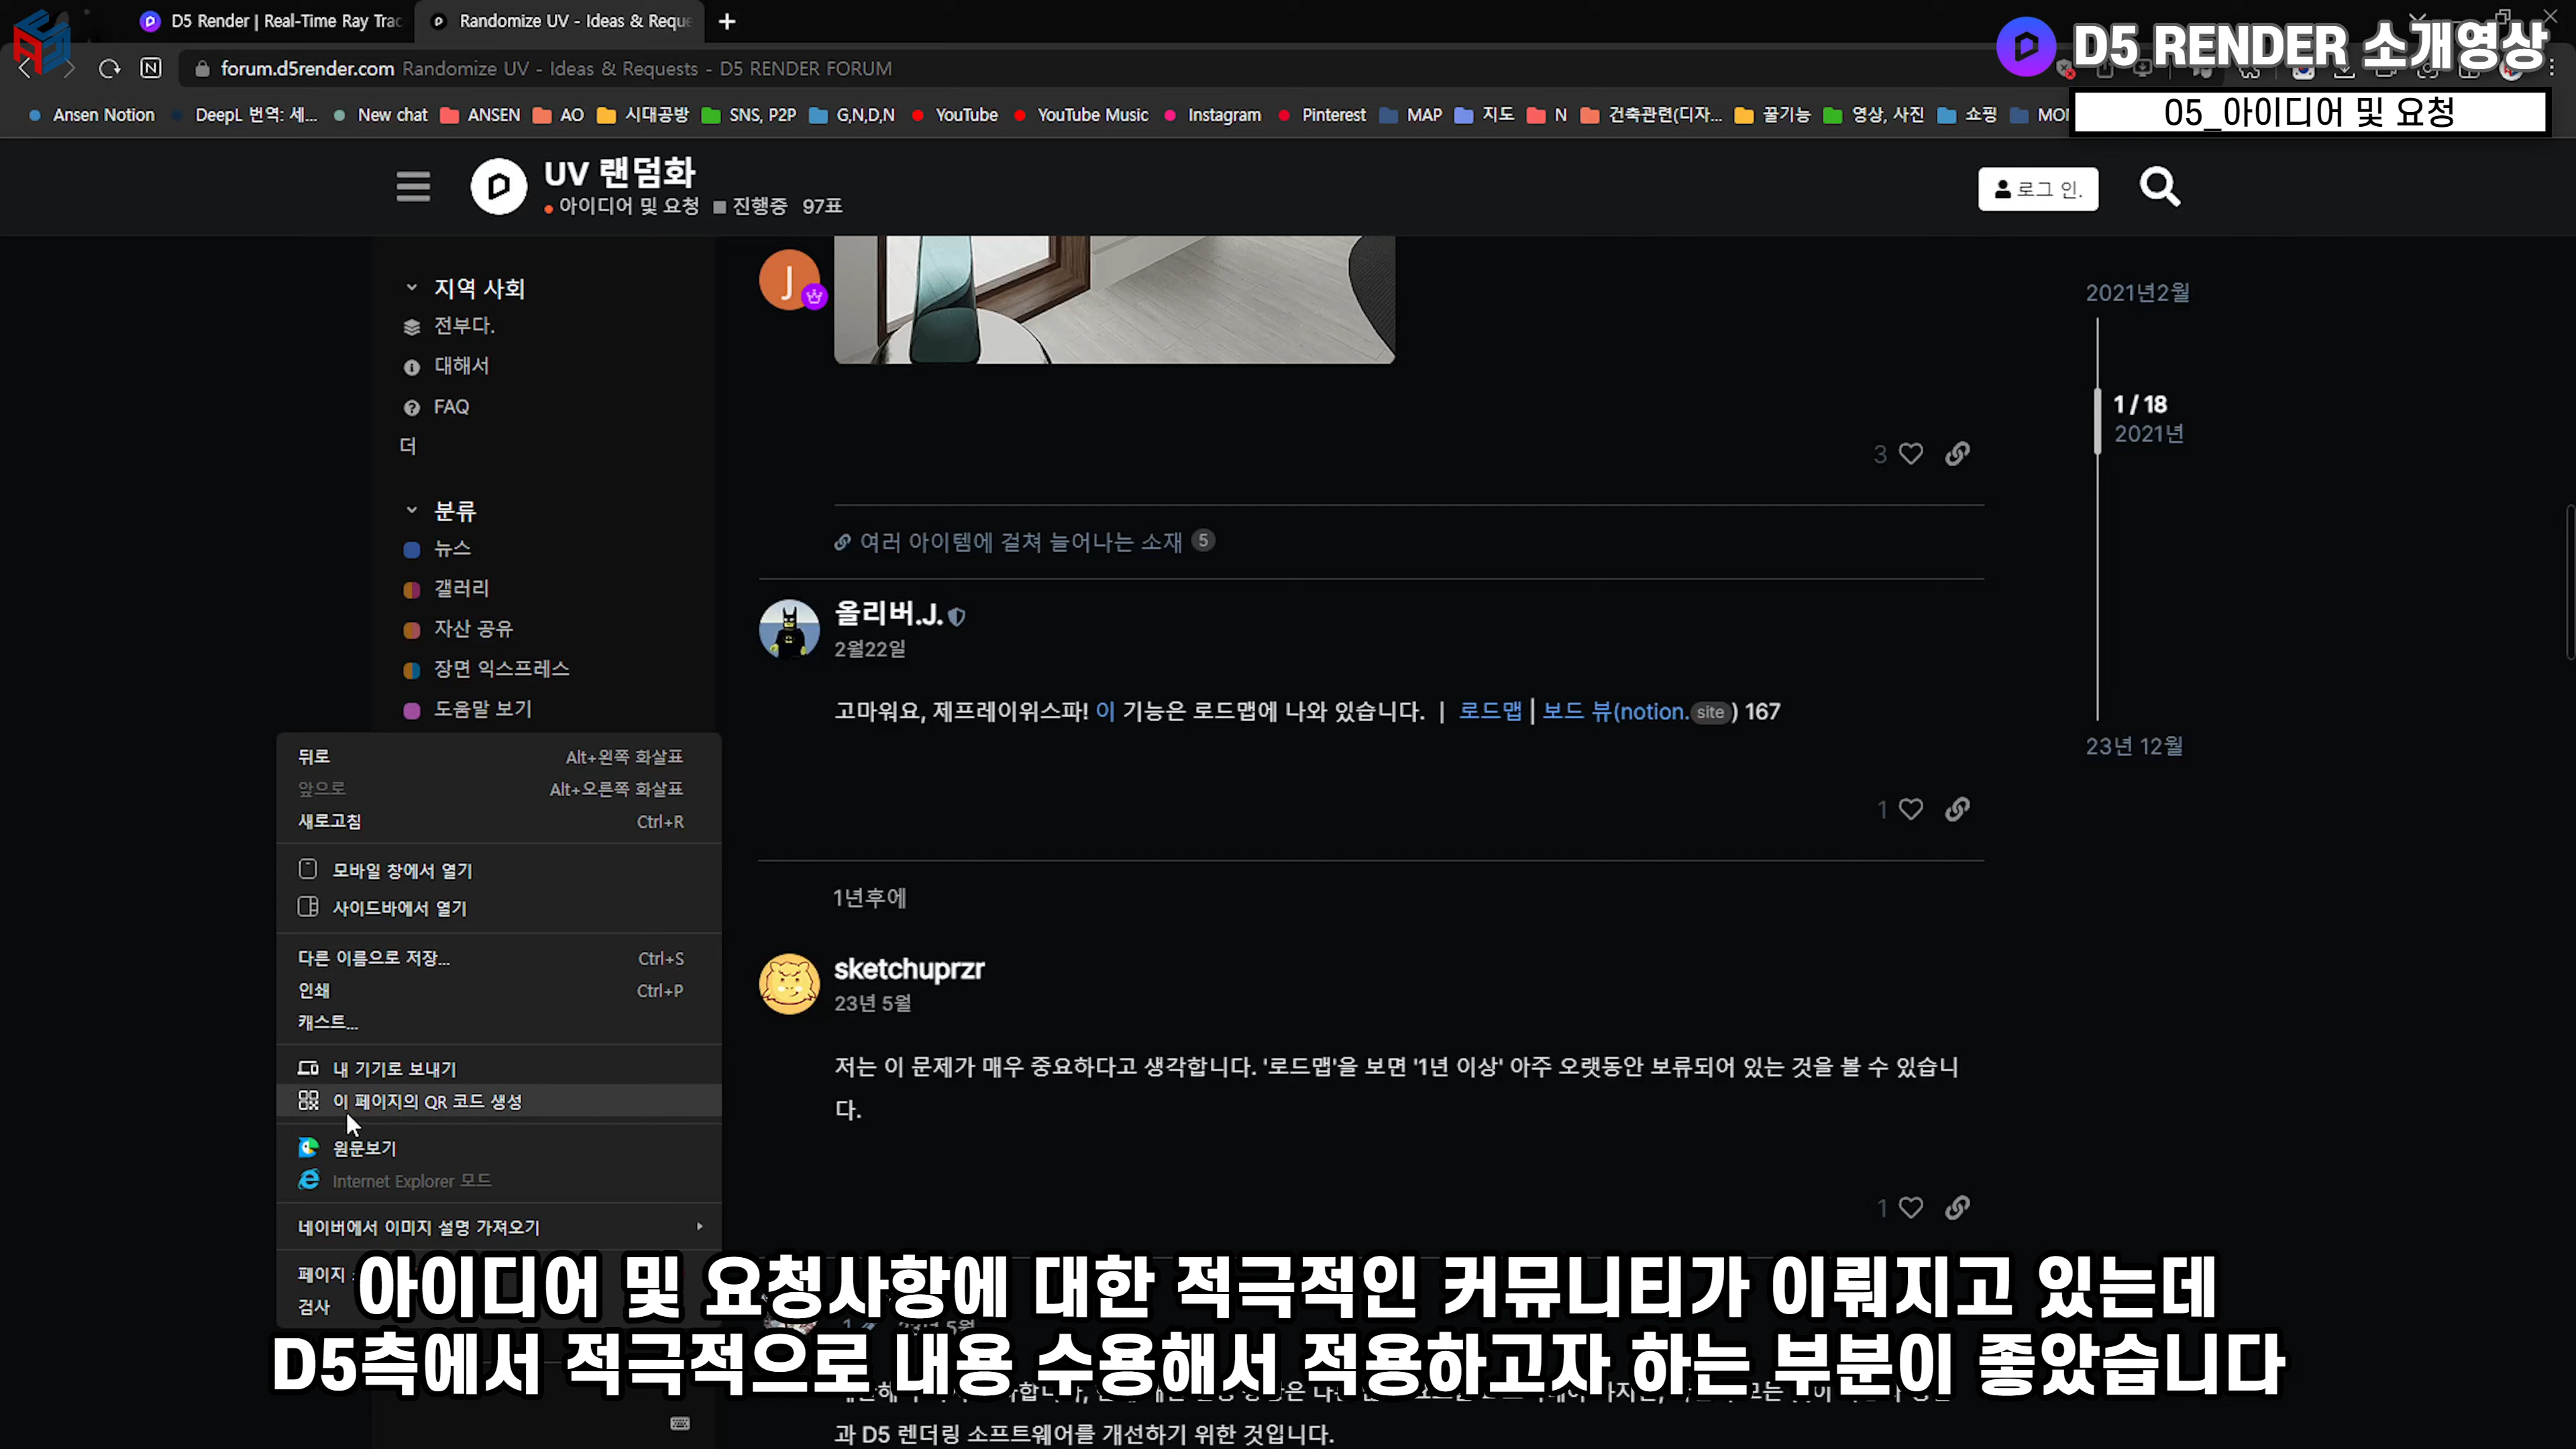 D5 Render | Real-Time Ray Trac
Randomize UV - Ideas & Reque
D5 RENDER 소개영상
forum.d5render.com Randomize UV - Ideas & Requests - D5 RENDER FORUM
05_아이디어 및 요청
Ansen Notion
DeepL 번역: 세...
New chat
ANSEN
AO
시대공방
SNS, P2P
G,N,D,N
YouTube
YouTube Music
Instagram
Pinterest
MAP
지도
N
건축관련(디자...
꿀기능
영상, 사진
쇼핑
UV 랜덤화
아이디어 및 요청 진행중 97표
로그 인.
지역 사회
전부다.
대해서
FAQ
더
분류
뉴스
갤러리
자산 공유
장면 익스프레스
도움말 보기
J
3
여러 아이템에 걸쳐 늘어나는 소재 5
올리버.J.
2월22일
고마워요, 제프레이위스파! 이 기능은 로드맵에 나와 있습니다. | 로드맵 | 보드 뷰(notion. site ) 167
1
1년후에
sketchuprzr
23년 5월
저는 이 문제가 매우 중요하다고 생각합니다. '로드맵'을 보면 '1년 이상' 아주 오랫동안 보류되어 있는 것을 볼 수 있습니
다.
1
2021년2월
1 / 18
2021년
23년 12월
뒤로 Alt+왼쪽 화살표
앞으로 Alt+오른쪽 화살표
새로고침 Ctrl+R
모바일 창에서 열기
사이드바에서 열기
다른 이름으로 저장... Ctrl+S
인쇄 Ctrl+P
캐스트...
내 기기로 보내기
이 페이지의 QR 코드 생성
원문보기
Internet Explorer 모드
네이버에서 이미지 설명 가져오기
페이지
검사
아이디어 및 요청사항에 대한 적극적인 커뮤니티가 이뤄지고 있는데
D5측에서 적극적으로 내용 수용해서 적용하고자 하는 부분이 좋았습니다
과 D5 렌더링 소프트웨어를 개선하기 위한 것입니다.